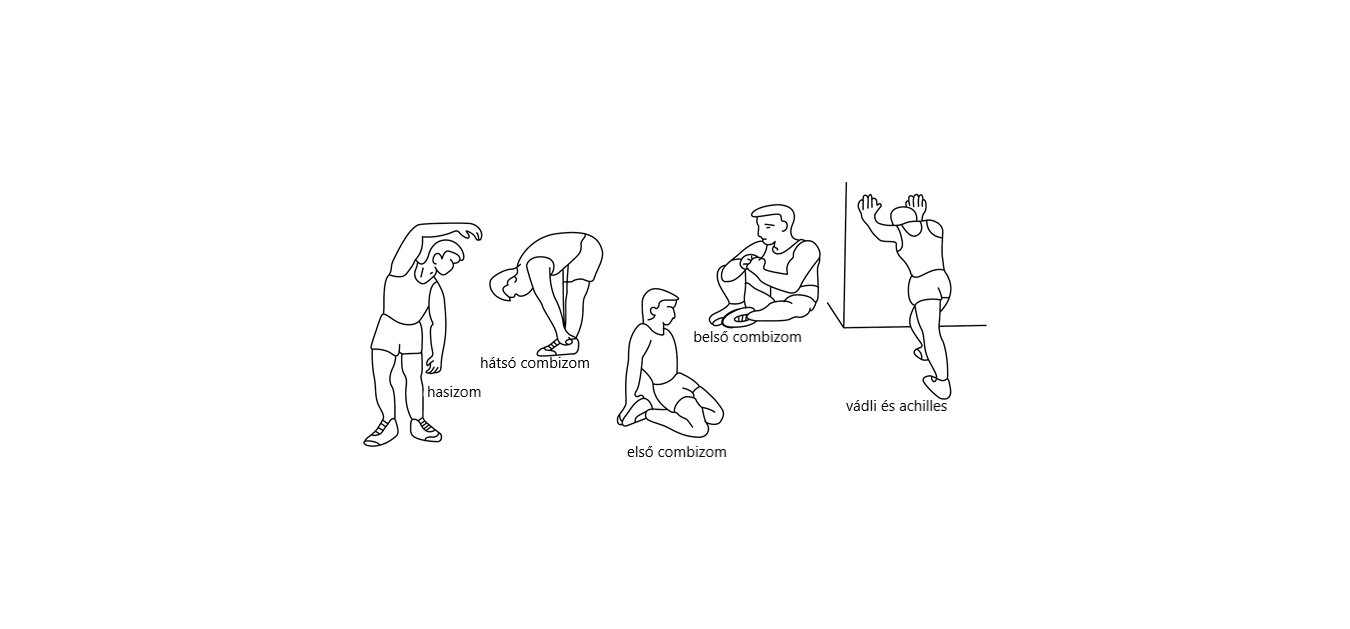 hasizom
hátsó combizom
első combizom
belső combizom
vádli és achilles